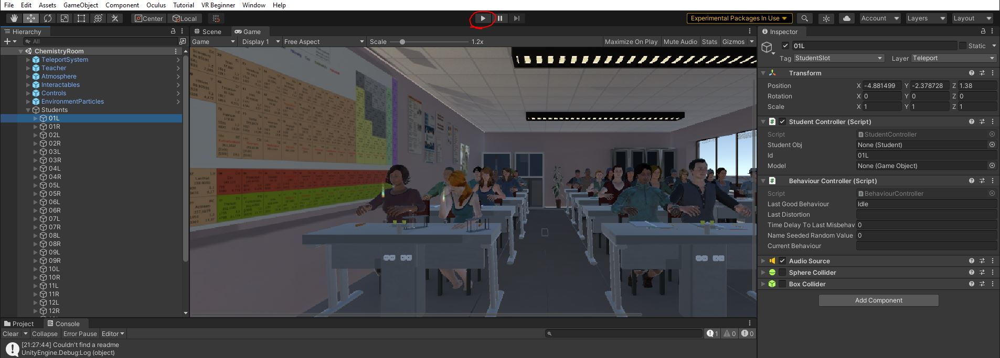 File Edit Assets GameObject Component Oculus Tutorial VR Beginner Window Help
Center Local Experimental Packages In Use Account Layers Layout
Hierarchy Scene Game Inspector
All Game Display 1 Free Aspect Scale 1.2x Maximize On Play Mute Audio Stats Gizmos
ChemistryRoom
TeleportSystem
Teacher
Atmosphere
Interactables
Controls
EnvironmentParticles
Students
01L
01R
02L
02R
03L
03R
04L
04R
05L
05R
06L
06R
07L
07R
08L
08R
09L
09R
10L
10R
11L
11R
12L
12R
01L Static
Tag StudentSlot Layer Teleport
Transform
Position X -4.881499 Y -2.378728 Z 1.38
Rotation X 0 Y 0 Z 0
Scale X 1 Y 1 Z 1
Student Controller (Script)
Script StudentController
Student Obj None (Student)
Id 01L
Model None (Game Object)
Behaviour Controller (Script)
Script BehaviourController
Last Good Behaviour Idle
Last Distortion
Time Delay To Last Misbehav 0
Name Seeded Random Value 0
Current Behaviour
Audio Source
Sphere Collider
Box Collider
Add Component
Project Console
Clear Collapse Error Pause Editor 1 0 0
[21:27:44] Couldn't find a readme
UnityEngine.Debug:Log (object)